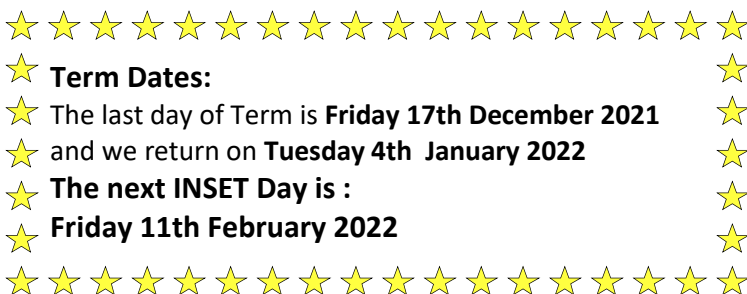 Term Dates:
The last day of Term is Friday 17th December 2021
and we return on Tuesday 4th  January 2022
The next INSET Day is :
Friday 11th February 2022